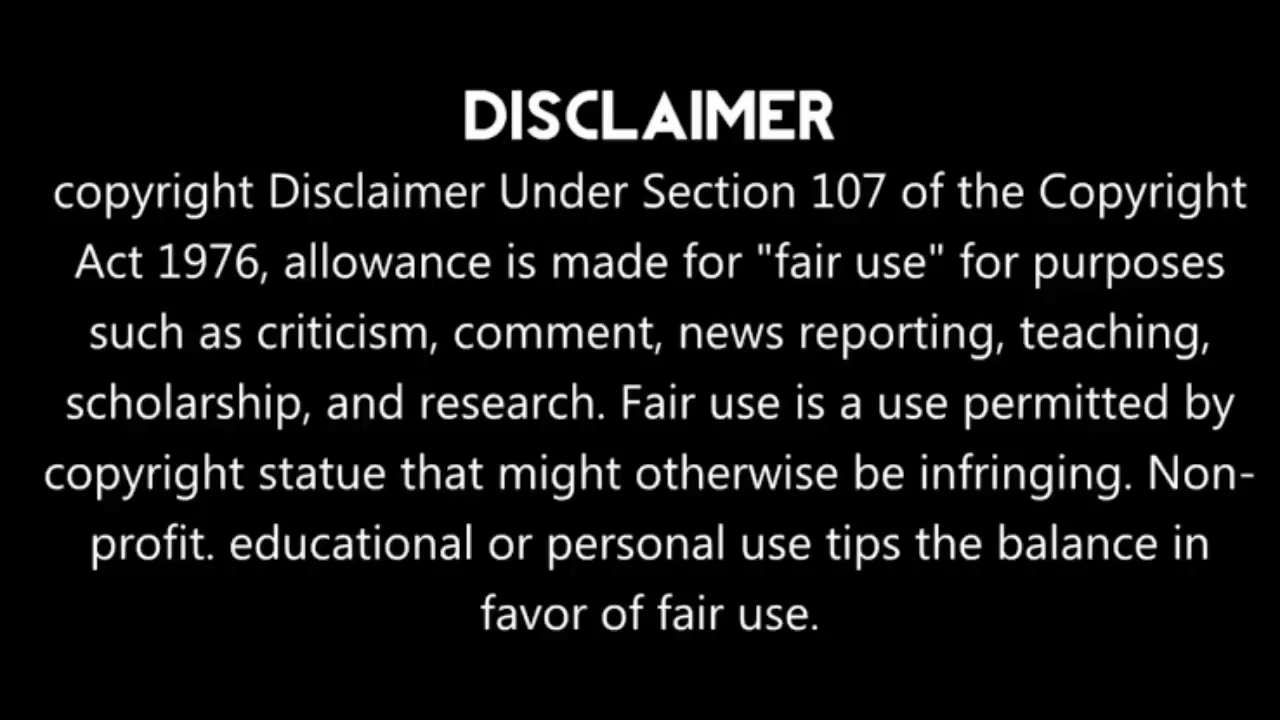 DISCLAIMER
copyright Disclaimer Under Section 107 of the Copyright
Act 1976, allowance is made for "fair use" for purposes
such as criticism, comment, news reporting, teaching,
scholarship, and research. Fair use is a use permitted by
copyright statue that might otherwise be infringing. Non-
profit. educational or personal use tips the balance in
favor of fair use.